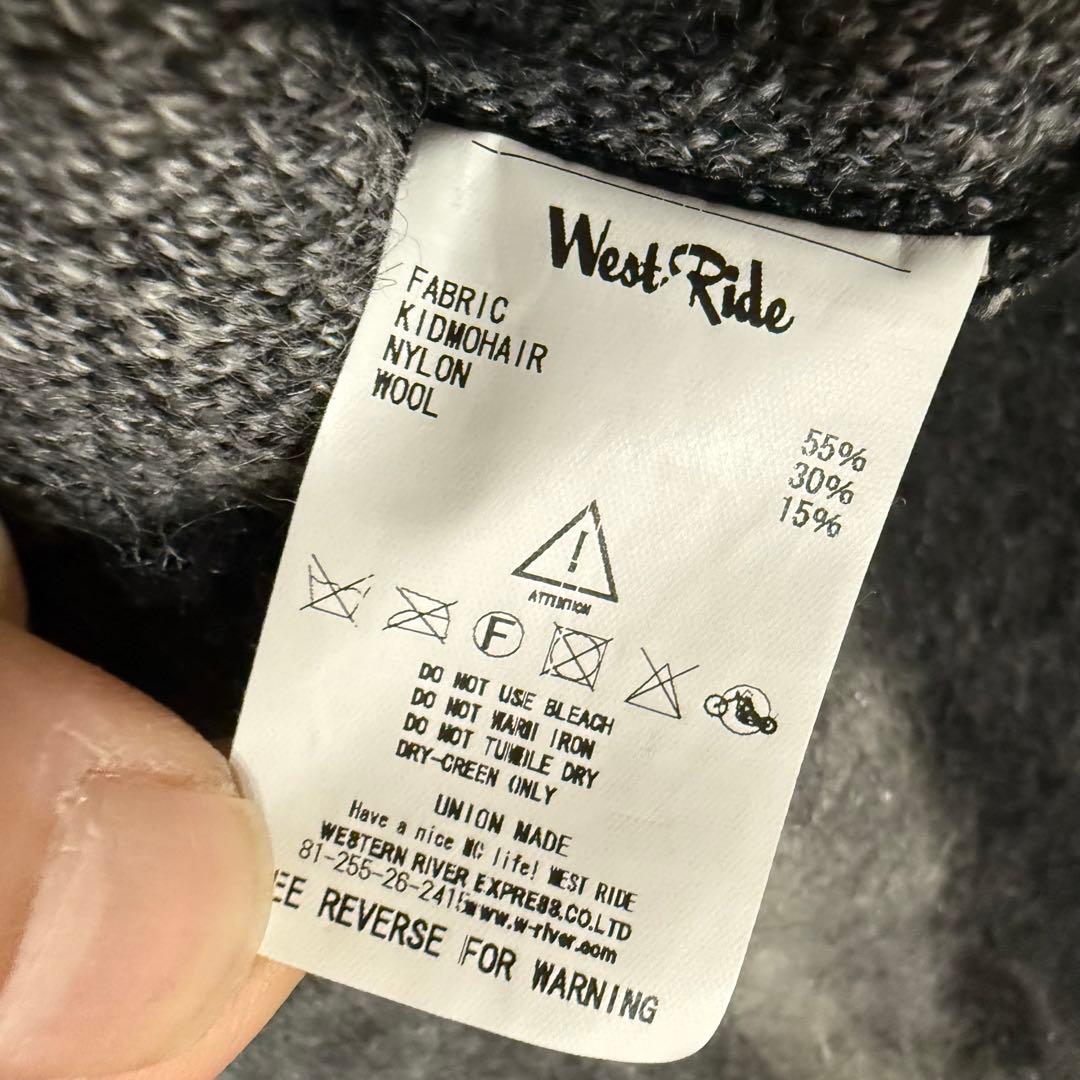 West Ride
FABRIC
KIDMOHAIR 55%
NYLON 30%
WOOL 15%
!
ATTENTION
F
DO NOT USE BLEACH
DO NOT WARM IRON
DO NOT TUMBLE DRY
DRY-CREEN ONLY
UNION MADE
Have a nice MC life! WEST RIDE
WESTERN RIVER EXPRESS.CO.LTD
81-255-26-2415 www.w-river.com
EE REVERSE FOR WARNING